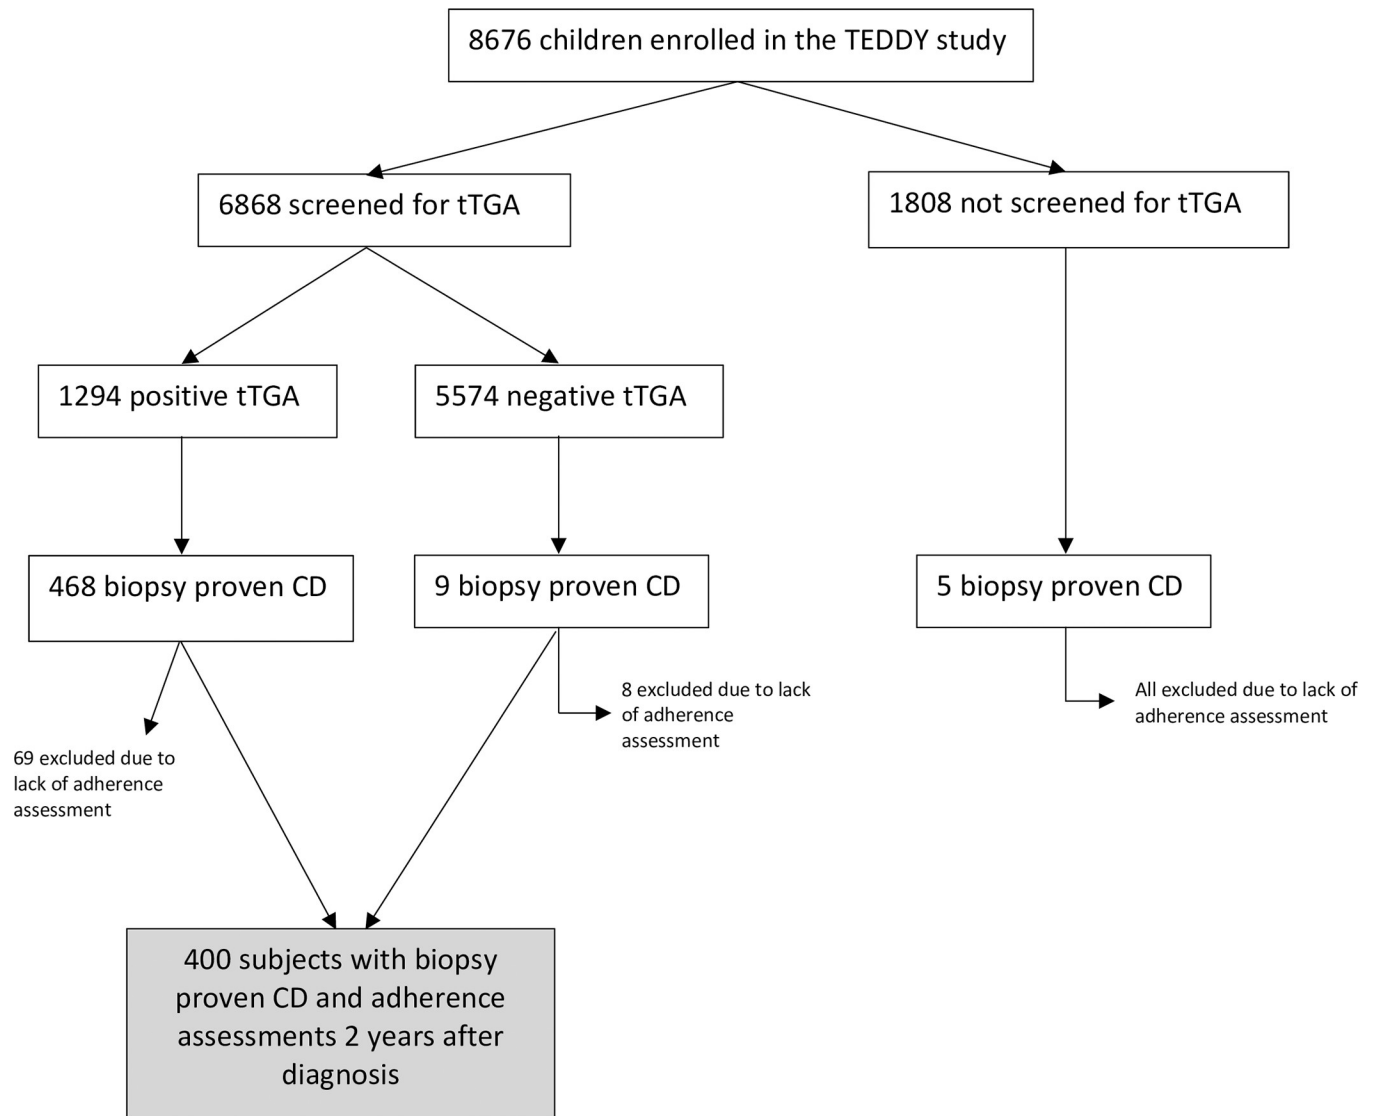 8676 children enrolled in the TEDDY study
6868 screened for tTGA
1808 not screened for tTGA
1294 positive tTGA
5574 negative tTGA
468 biopsy proven CD
9 biopsy proven CD
5 biopsy proven CD
69 excluded due to
lack of adherence
assessment
8 excluded due to lack
of adherence
assessment
All excluded due to lack of
adherence assessment
400 subjects with biopsy
proven CD and adherence
assessments 2 years after
diagnosis